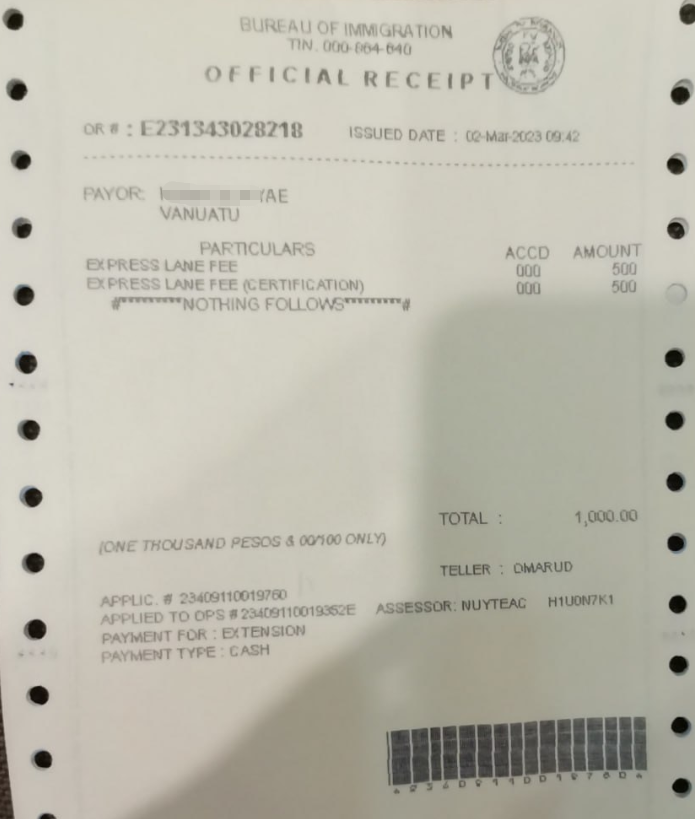 BUREAU OF IMMIGRATION
TIN. 000-864-640
OFFICIAL RECEIPT
OR # : E231343028218 ISSUED DATE : 02-Mar-2023 09:42
PAYOR: YAE
VANUATU
PARTICULARS ACCD AMOUNT
EXPRESS LANE FEE 000 500
EXPRESS LANE FEE (CERTIFICATION) 000 500
#********NOTHING FOLLOWS********#
TOTAL : 1,000.00
(ONE THOUSAND PESOS & 00/100 ONLY)
TELLER : OMARUD
APPLIC. # 23409110019760
APPLIED TO OPS # 23409110019362E ASSESSOR: NUYTEAC H1U0N7K1
PAYMENT FOR : EXTENSION
PAYMENT TYPE : CASH